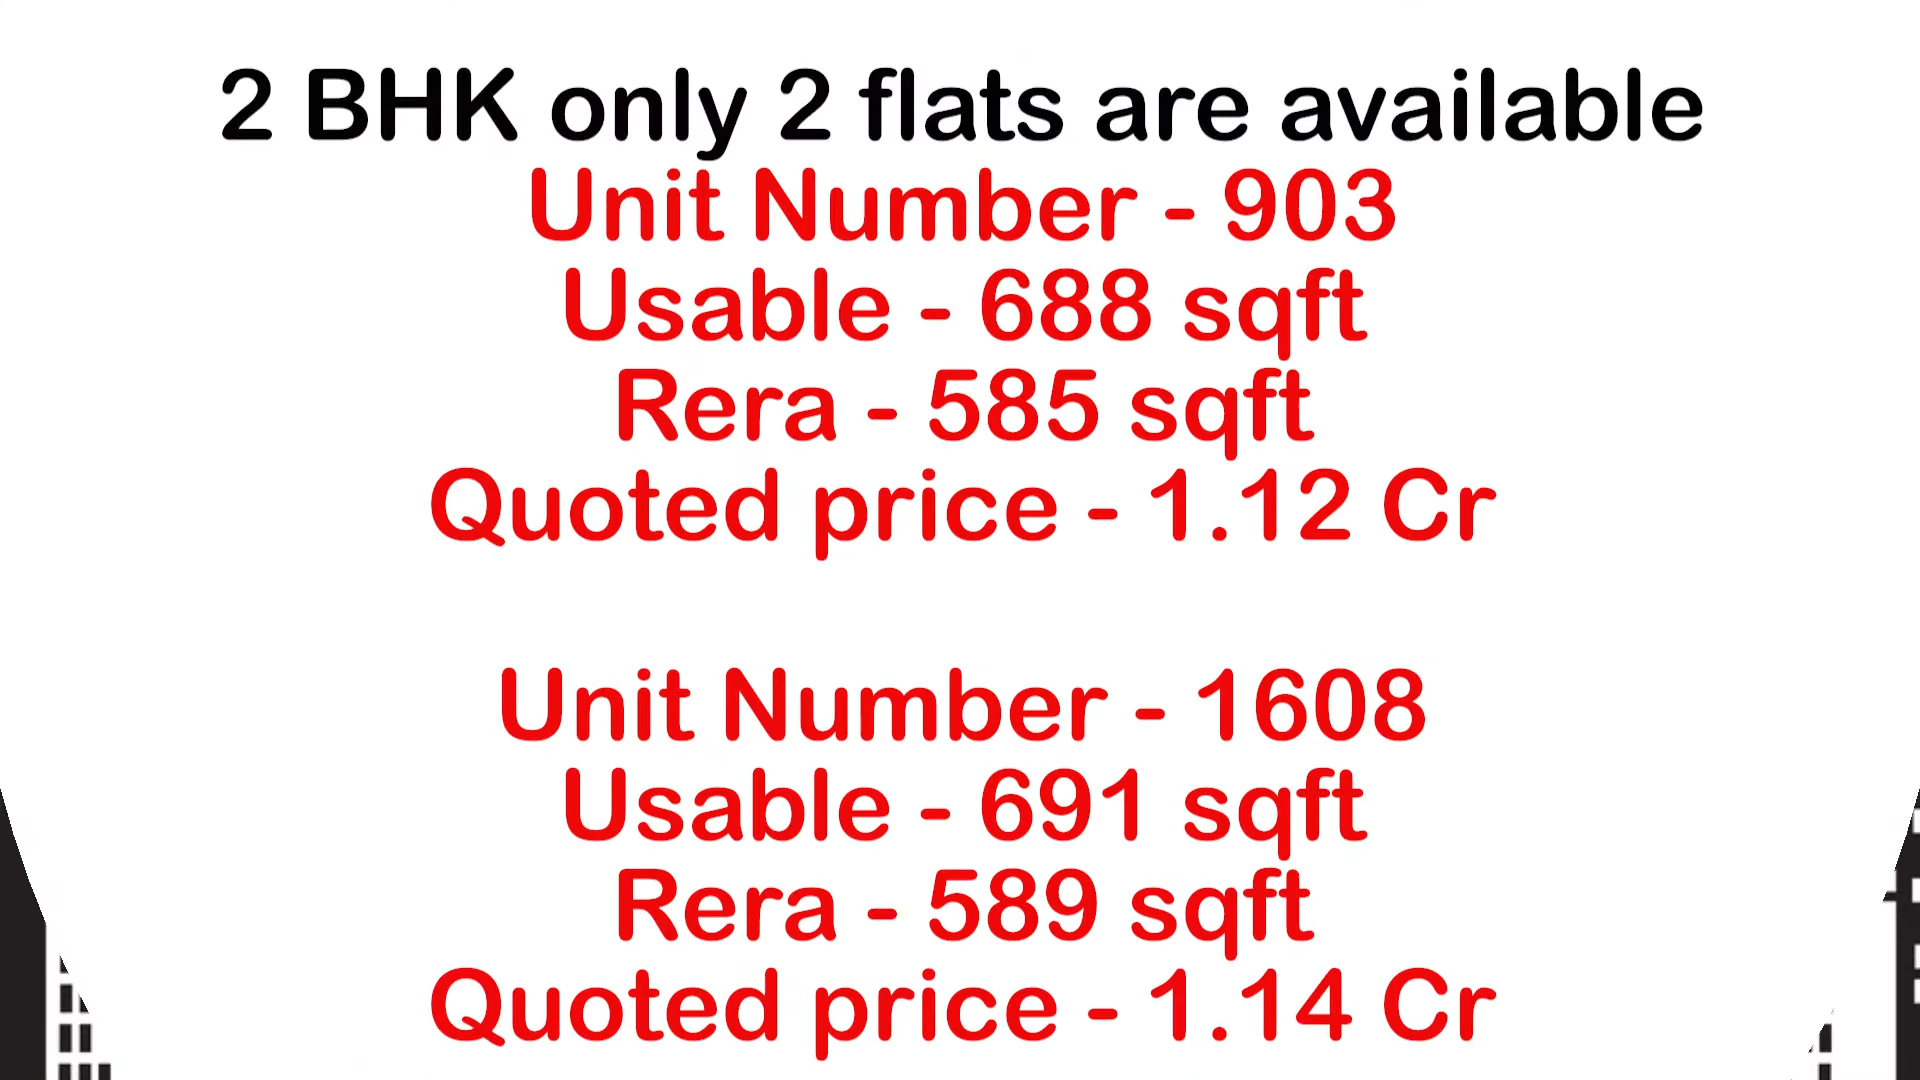 2 BHK only 2 flats are available
Unit Number - 903
Usable - 688 sqft
Rera - 585 sqft
Quoted price - 1.12 Cr
Unit Number - 1608
Usable - 691 sqft
Rera - 589 sqft
Quoted price - 1.14 Cr